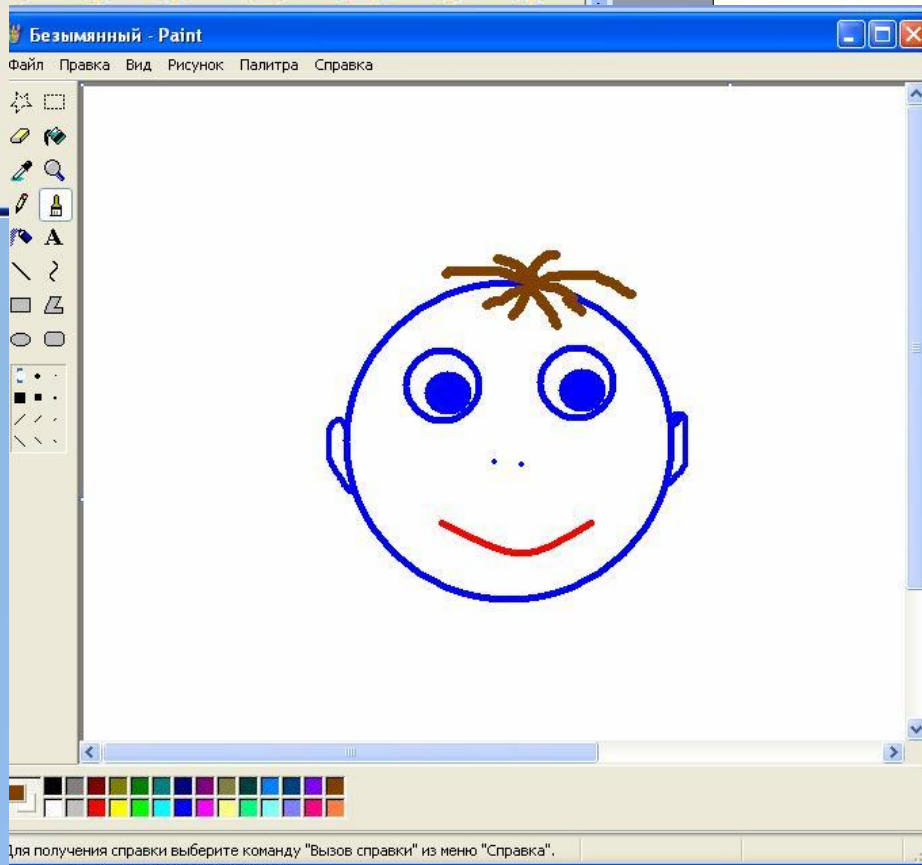 Безымянный - Paint
Файл Правка Вид Рисунок Палитра Справка
A
Для получения справки выберите команду "Вызов справки" из меню "Справка".